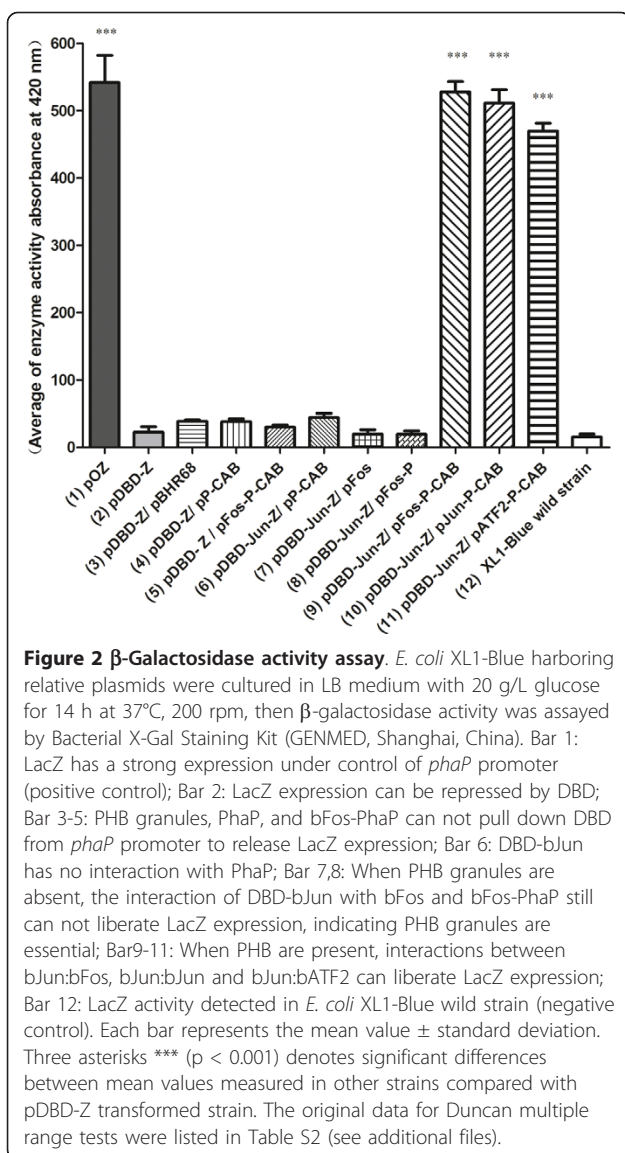 600
500
400
300
200
100
0
(Average of enzyme activity absorbance at 420 nm)
***
***
***
***
(1) pOZ
(2) pDBD-Z
(3) pDBD-Z/ pBHR68
(4) pDBD-Z/ pP-CAB
(5) pDBD- Z / pFos-P-CAB
(6) pDBD-Jun-Z/ pP-CAB
(7) pDBD-Jun-Z/ pFos
(8) pDBD-Jun-Z/ pFos-P
(9) pDBD-Jun-Z/ pFos-P-CAB
(10) pDBD-Jun-Z/ pJun-P-CAB
(11) pDBD-Jun-Z/ pATF2-P-CAB
(12) XL1-Blue wild strain
Figure 2 β-Galactosidase activity assay. E. coli XL1-Blue harboring
relative plasmids were cultured in LB medium with 20 g/L glucose
for 14 h at 37°C, 200 rpm, then β-galactosidase activity was assayed
by Bacterial X-Gal Staining Kit (GENMED, Shanghai, China). Bar 1:
LacZ has a strong expression under control of phaP promoter
(positive control); Bar 2: LacZ expression can be repressed by DBD;
Bar 3-5: PHB granules, PhaP, and bFos-PhaP can not pull down DBD
from phaP promoter to release LacZ expression; Bar 6: DBD-bJun
has no interaction with PhaP; Bar 7,8: When PHB granules are
absent, the interaction of DBD-bJun with bFos and bFos-PhaP still
can not liberate LacZ expression, indicating PHB granules are
essential; Bar9-11: When PHB are present, interactions between
bJun:bFos, bJun:bJun and bJun:bATF2 can liberate LacZ expression;
Bar 12: LacZ activity detected in E. coli XL1-Blue wild strain (negative
control). Each bar represents the mean value ± standard deviation.
Three asterisks *** (p < 0.001) denotes significant differences
between mean values measured in other strains compared with
pDBD-Z transformed strain. The original data for Duncan multiple
range tests were listed in Table S2 (see additional files).